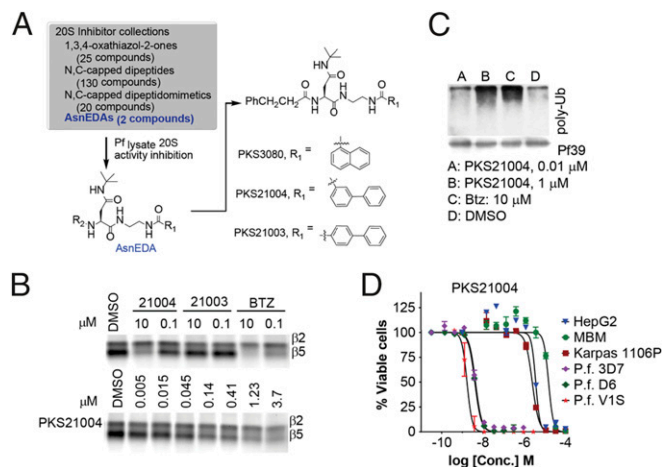 A
20S Inhibitor collections
1,3,4-oxathiazol-2-ones
(25 compounds)
N,C-capped dipeptides
(130 compounds)
N,C-capped dipeptidomimetics
(20 compounds)
AsnEDAs (2 compounds)
Pf lysate 20S
activity inhibition
HN
O
R2
N
H
H
N
O
N
H
O
R1
AsnEDA
HN
O
PhCH2CH2
O
N
H
H
N
O
N
H
O
R1
PKS3080, R1 =
PKS21004, R1 =
PKS21003, R1 =
B
DMSO
21004
21003
BTZ
μM
10
0.1
10
0.1
10
0.1
β2
β5
DMSO
0.005
0.015
0.045
0.14
0.41
1.23
3.7
μM
PKS21004
β2
β5
C
A
B
C
D
poly-Ub
Pf39
A: PKS21004, 0.01 μM
B: PKS21004, 1 μM
C: Btz: 10 μM
D: DMSO
D
PKS21004
% Viable cells
125
100
75
50
25
0
-10
-8
-6
-4
log [Conc.] M
HepG2
MBM
Karpas 1106P
P.f. 3D7
P.f. D6
P.f. V1S